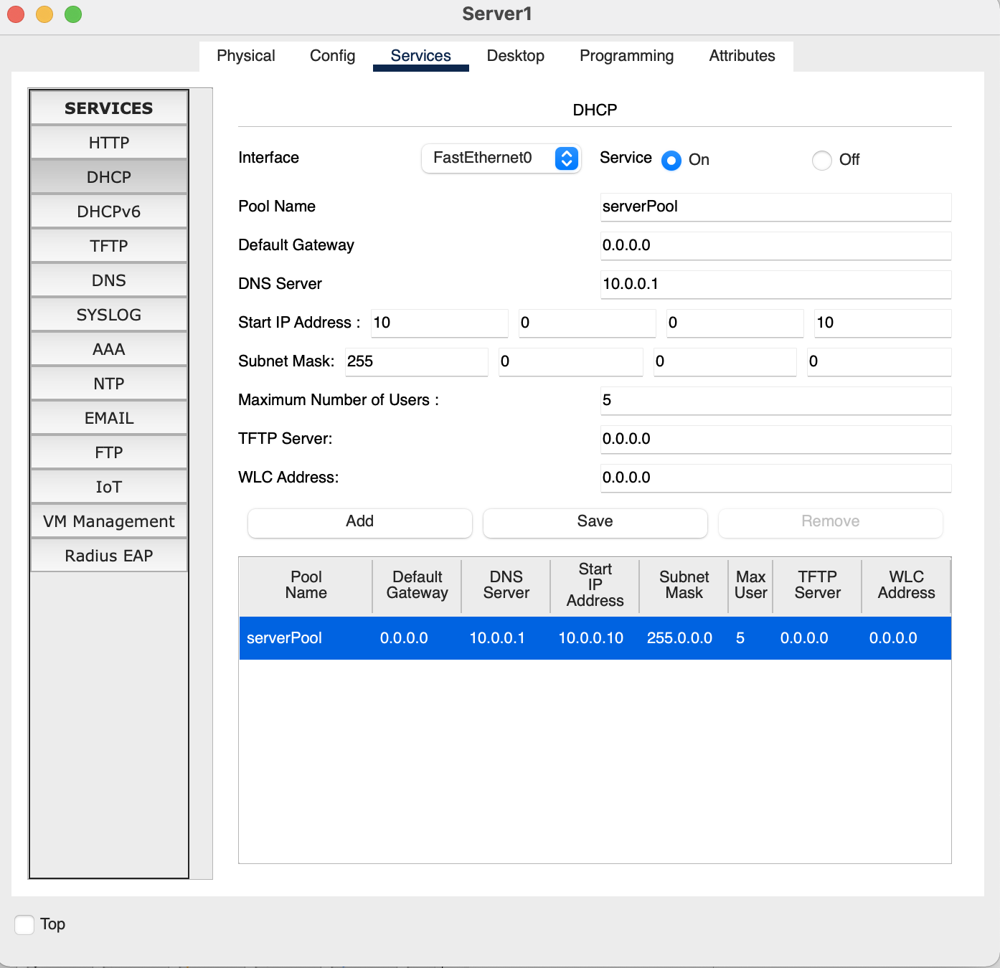 Server1
Physical Config Services Desktop Programming Attributes
SERVICES
HTTP
DHCP
DHCPv6
TFTP
DNS
SYSLOG
AAA
NTP
EMAIL
FTP
IoT
VM Management
Radius EAP
DHCP
Interface FastEthernet0 Service On Off
Pool Name serverPool
Default Gateway 0.0.0.0
DNS Server 10.0.0.1
Start IP Address : 10 0 0 10
Subnet Mask: 255 0 0 0
Maximum Number of Users : 5
TFTP Server: 0.0.0.0
WLC Address: 0.0.0.0
Add Save Remove
Pool Name Default Gateway DNS Server Start IP Address Subnet Mask Max User TFTP Server WLC Address
serverPool 0.0.0.0 10.0.0.1 10.0.0.10 255.0.0.0 5 0.0.0.0 0.0.0.0
Top